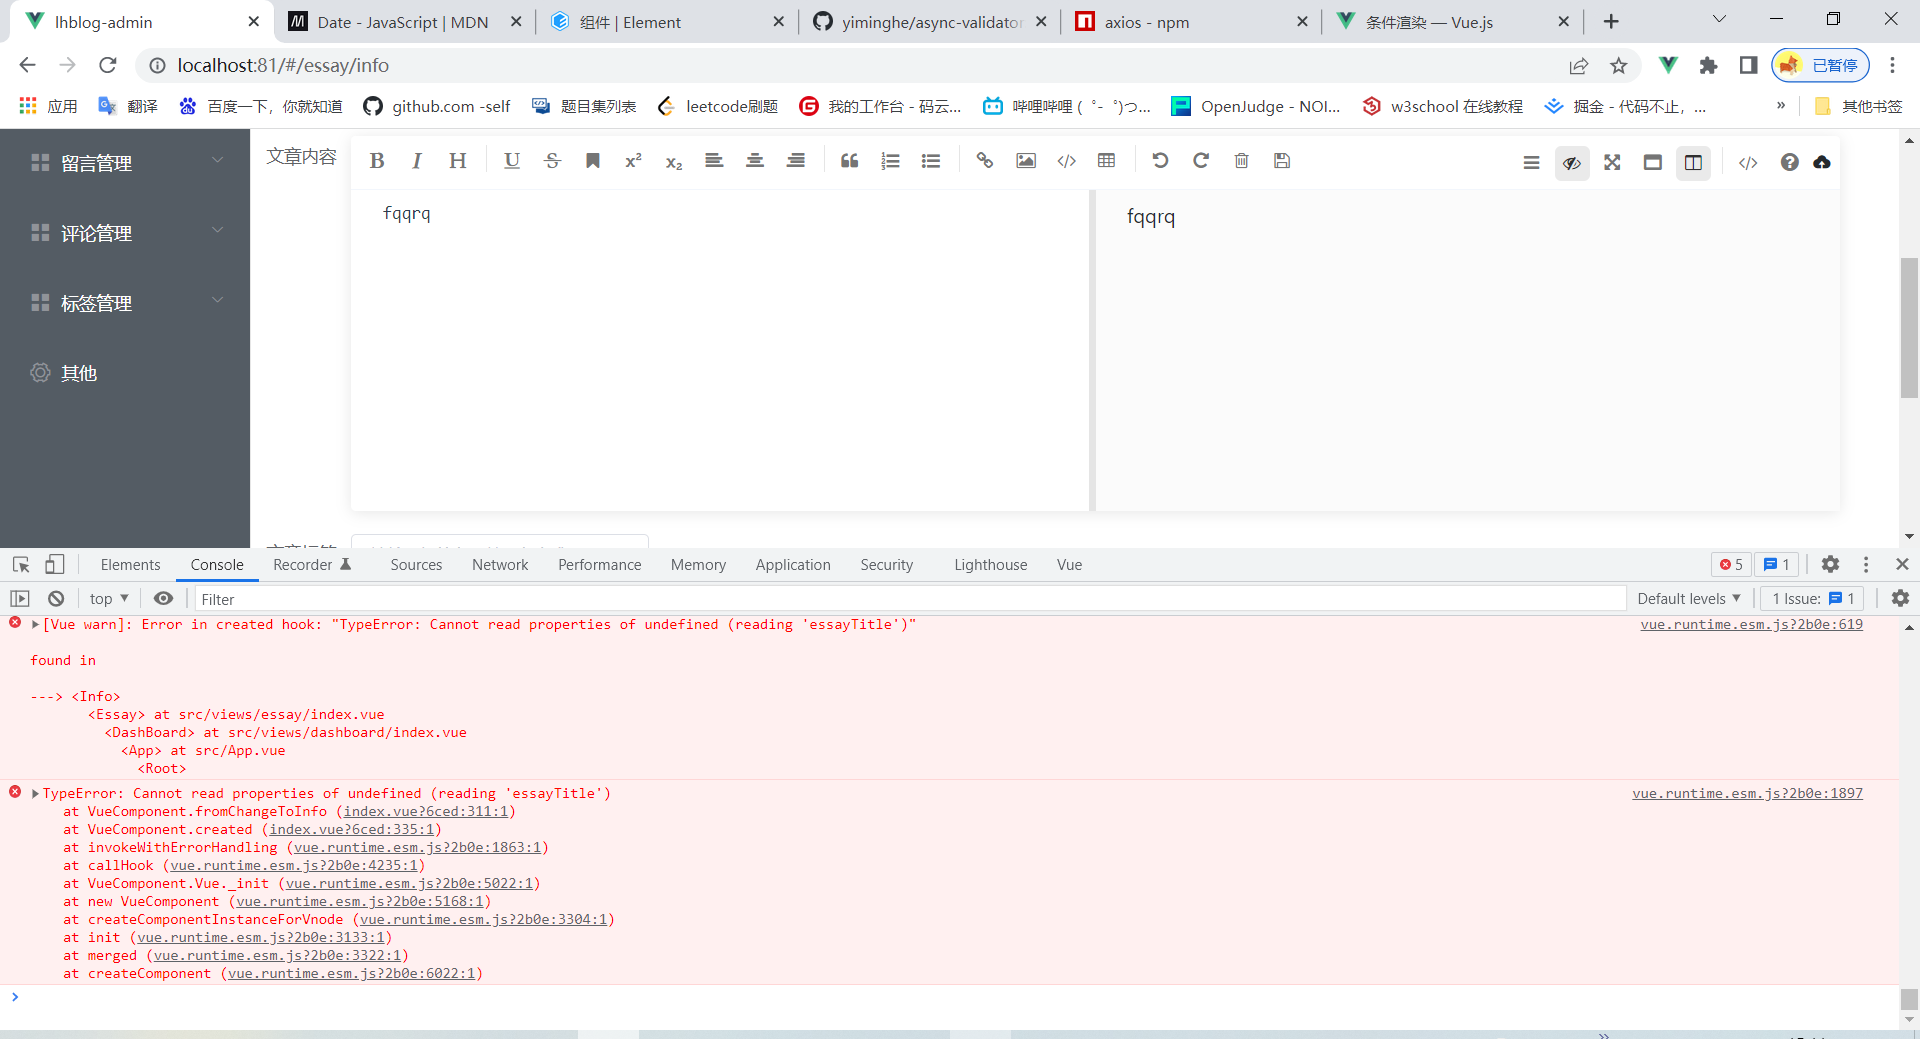 lhblog-admin
Date - JavaScript | MDN
组件 | Element
yiminghe/async-validator
axios - npm
条件渲染 — Vue.js
localhost:81/#/essay/info
已暂停
应用
翻译
百度一下，你就知道
github.com -self
题目集列表
leetcode刷题
我的工作台 - 码云...
哔哩哔哩 ( ゜- ゜)つ...
OpenJudge - NOI...
w3school 在线教程
掘金 - 代码不止，...
»
其他书签
留言管理
评论管理
标签管理
其他
文章内容
fqqrq
fqqrq
Elements
Console
Recorder
Sources
Network
Performance
Memory
Application
Security
Lighthouse
Vue
5
1
top
Filter
Default levels
1 Issue: 1
[Vue warn]: Error in created hook: "TypeError: Cannot read properties of undefined (reading 'essayTitle')"
vue.runtime.esm.js?2b0e:619
found in
---> <Info>
<Essay> at src/views/essay/index.vue
<DashBoard> at src/views/dashboard/index.vue
<App> at src/App.vue
<Root>
TypeError: Cannot read properties of undefined (reading 'essayTitle')
vue.runtime.esm.js?2b0e:1897
at VueComponent.fromChangeToInfo (index.vue?6ced:311:1)
at VueComponent.created (index.vue?6ced:335:1)
at invokeWithErrorHandling (vue.runtime.esm.js?2b0e:1863:1)
at callHook (vue.runtime.esm.js?2b0e:4235:1)
at VueComponent.Vue._init (vue.runtime.esm.js?2b0e:5022:1)
at new VueComponent (vue.runtime.esm.js?2b0e:5168:1)
at createComponentInstanceForVnode (vue.runtime.esm.js?2b0e:3304:1)
at init (vue.runtime.esm.js?2b0e:3133:1)
at merged (vue.runtime.esm.js?2b0e:3322:1)
at createComponent (vue.runtime.esm.js?2b0e:6022:1)